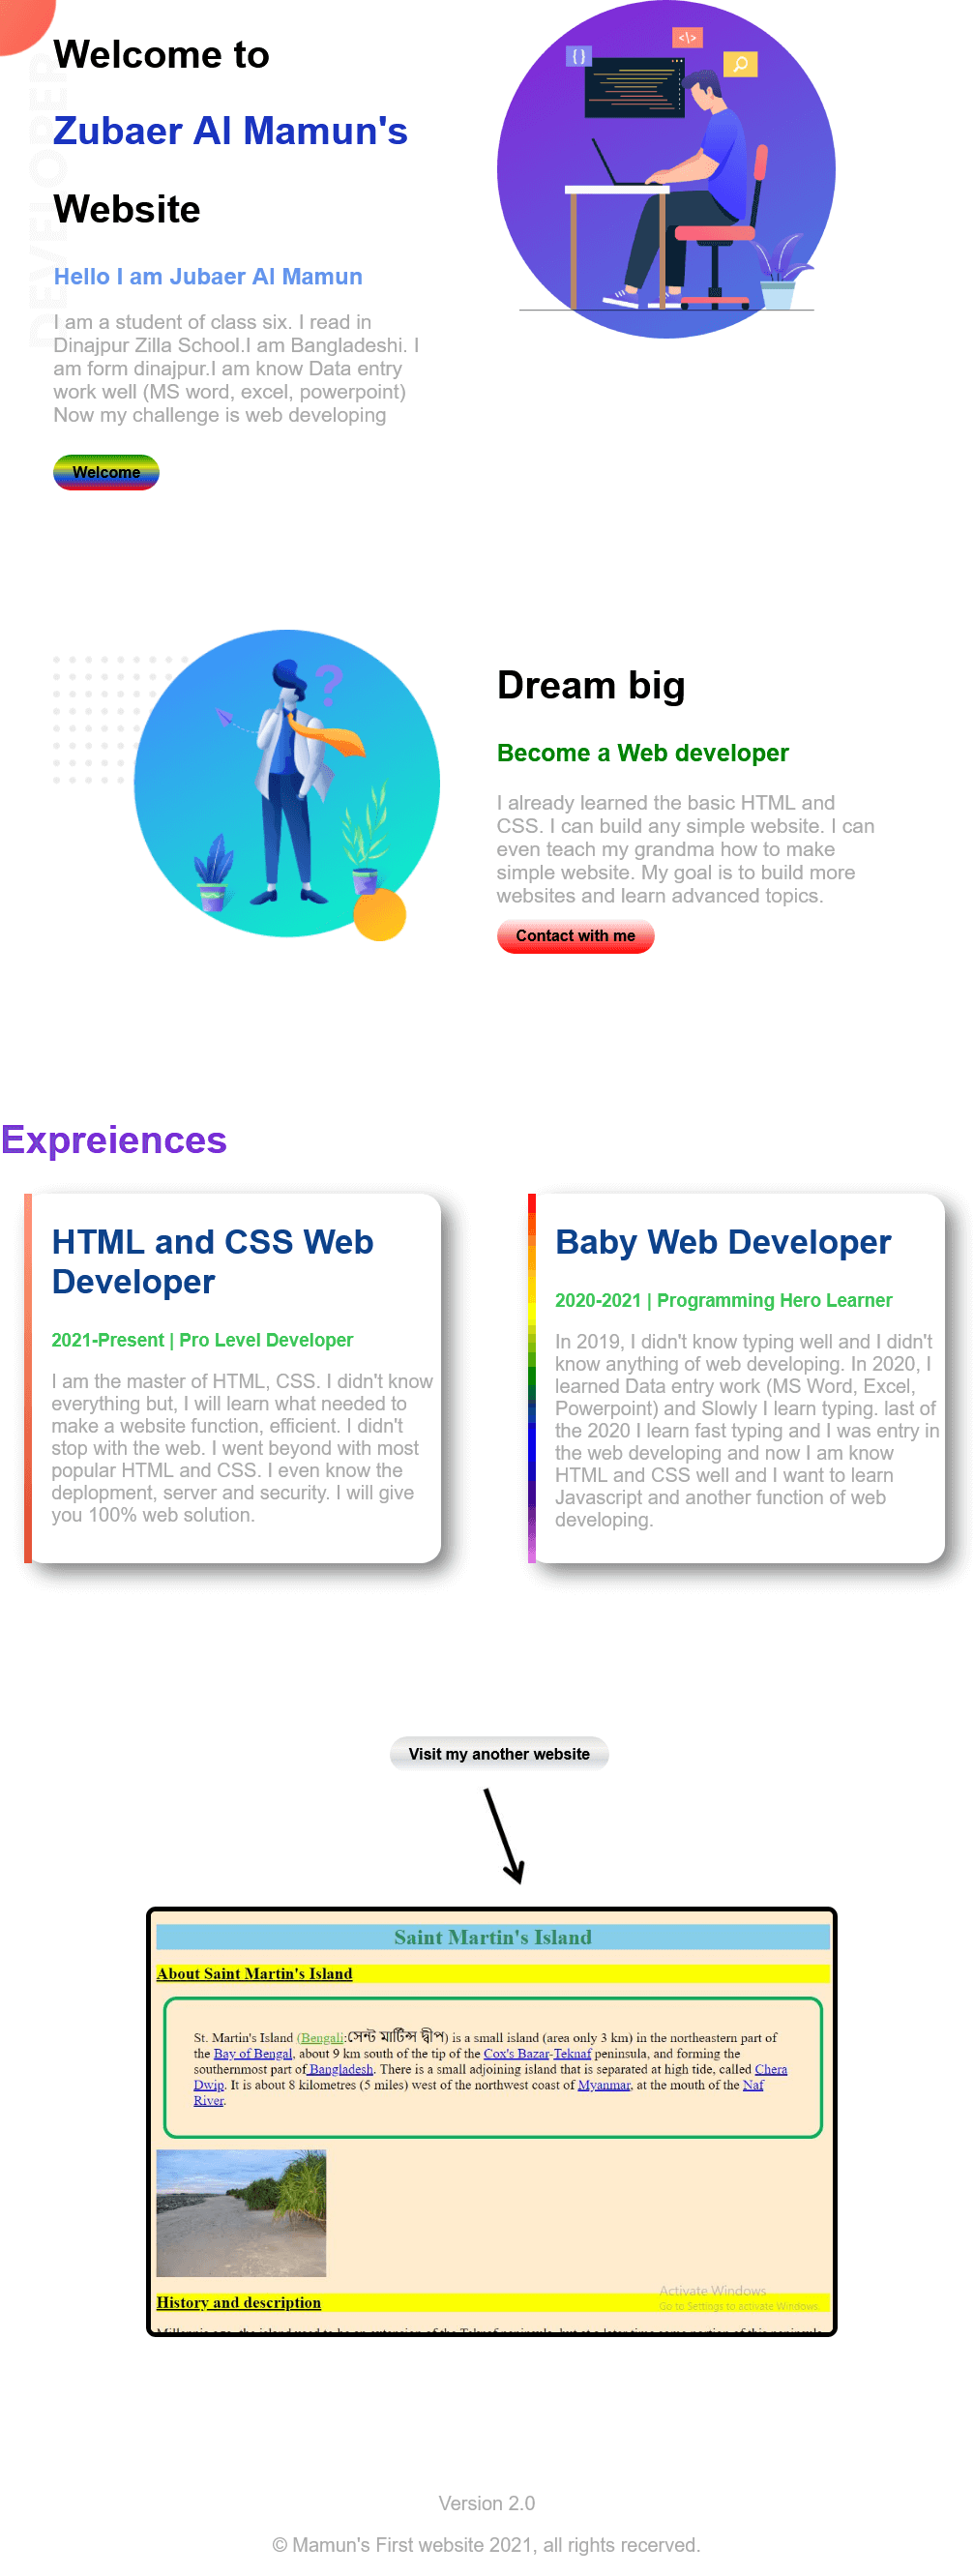 DEVELOPER
Welcome to
Zubaer Al Mamun's
Website
Hello I am Jubaer Al Mamun
I am a student of class six. I read in
Dinajpur Zilla School.I am Bangladeshi. I
am form dinajpur.I am know Data entry
work well (MS word, excel, powerpoint)
Now my challenge is web developing
Welcome
{ }
</>
?
Dream big
Become a Web developer
I already learned the basic HTML and
CSS. I can build any simple website. I can
even teach my grandma how to make
simple website. My goal is to build more
websites and learn advanced topics.
Contact with me
Expreiences
HTML and CSS Web
Developer
2021-Present | Pro Level Developer
I am the master of HTML, CSS. I didn't know
everything but, I will learn what needed to
make a website function, efficient. I didn't
stop with the web. I went beyond with most
popular HTML and CSS. I even know the
deplopment, server and security. I will give
you 100% web solution.
Baby Web Developer
2020-2021 | Programming Hero Learner
In 2019, I didn't know typing well and I didn't
know anything of web developing. In 2020, I
learned Data entry work (MS Word, Excel,
Powerpoint) and Slowly I learn typing. last of
the 2020 I learn fast typing and I was entry in
the web developing and now I am know
HTML and CSS well and I want to learn
Javascript and another function of web
developing.
Visit my another website
Saint Martin's Island
About Saint Martin's Island
St. Martin's Island (Bengali:সেন্ট মার্টিন্স দ্বীপ) is a small island (area only 3 km) in the northeastern part of
the Bay of Bengal, about 9 km south of the tip of the Cox's Bazar-Teknaf peninsula, and forming the
southernmost part of Bangladesh. There is a small adjoining island that is separated at high tide, called Chera
Dwip. It is about 8 kilometres (5 miles) west of the northwest coast of Myanmar, at the mouth of the Naf
River.
Activate Windows
Go to Settings to activate Windows.
History and description
Version 2.0
© Mamun's First website 2021, all rights recerved.